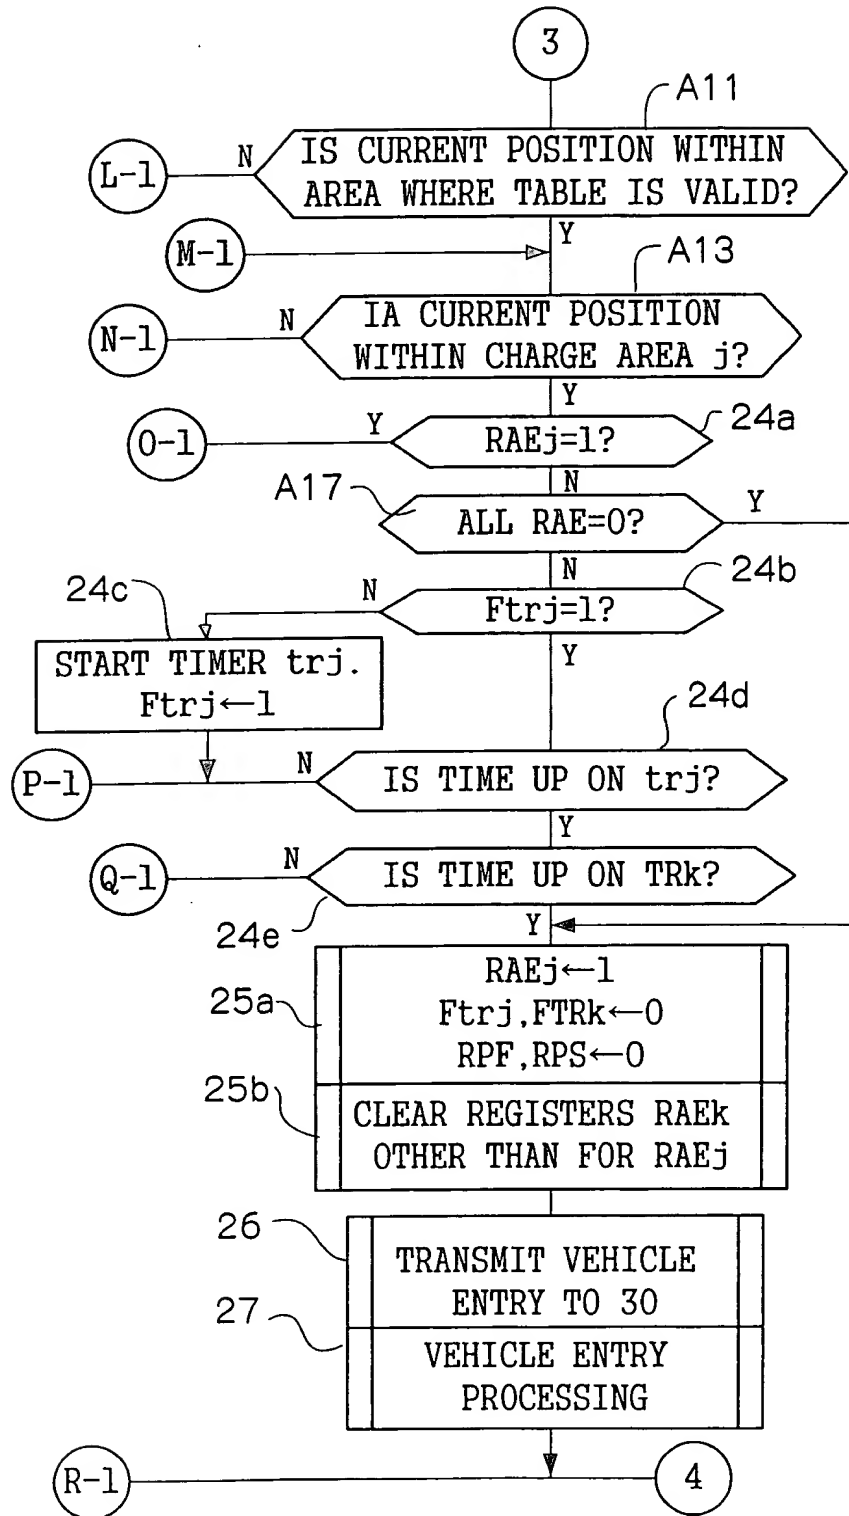 3
A11
N
IS CURRENT POSITION WITHIN
AREA WHERE TABLE IS VALID?
L-1
Y
M-1
A13
N
IA CURRENT POSITION
WITHIN CHARGE AREA j?
N-1
Y
24a
Y
RAEj=1?
O-1
N
A17
Y
ALL RAE=0?
N
24b
24c
N
Ftrj=1?
Y
START TIMER trj.
Ftrj←1
24d
N
IS TIME UP ON trj?
P-1
Y
N
IS TIME UP ON TRk?
Q-1
24e
Y
RAEj←1
25a
Ftrj,FTRk←0
RPF,RPS←0
25b
CLEAR REGISTERS RAEk
OTHER THAN FOR RAEj
26
TRANSMIT VEHICLE
ENTRY TO 30
27
VEHICLE ENTRY
PROCESSING
R-1
4